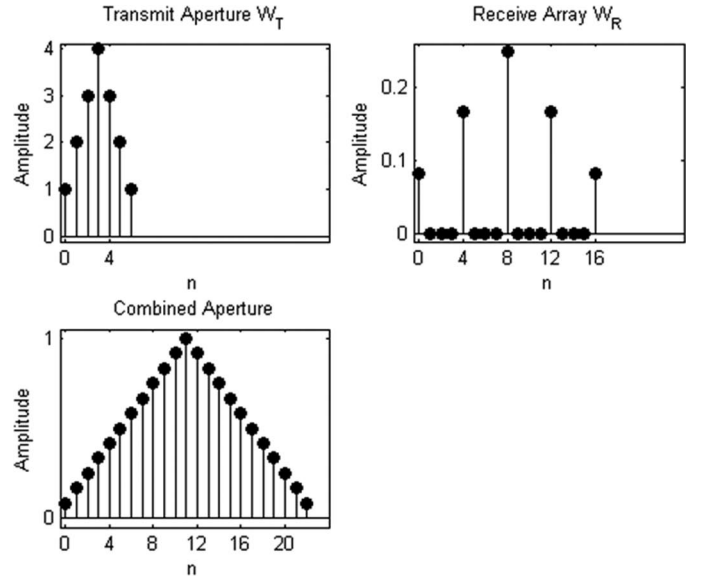 Transmit Aperture W_T
Amplitude
4
3
2
1
0
0 4
n
Receive Array W_R
Amplitude
0.2
0.1
0
0 4 8 12 16
n
Combined Aperture
Amplitude
1
0
0 4 8 12 16 20
n